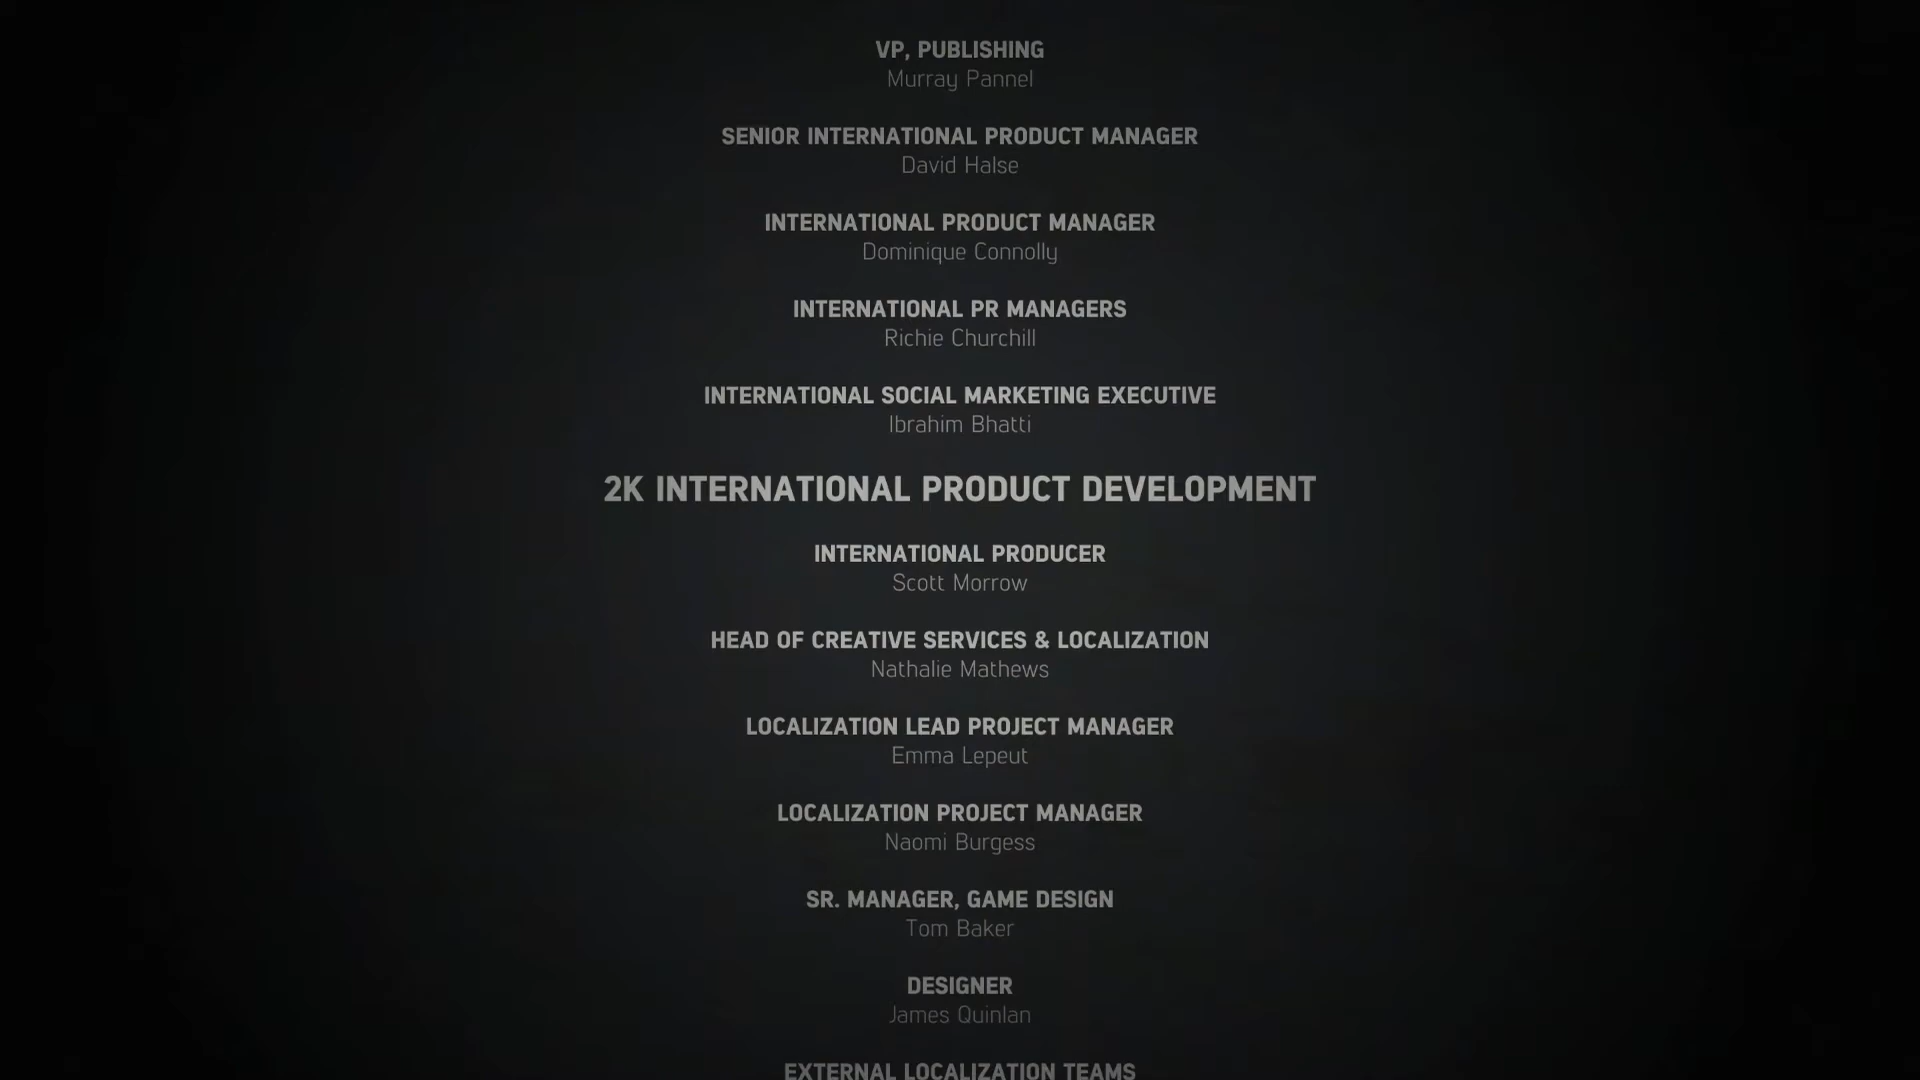 VP, PUBLISHING
Murray Pannel
SENIOR INTERNATIONAL PRODUCT MANAGER
David Halse
INTERNATIONAL PRODUCT MANAGER
Dominique Connolly
INTERNATIONAL PR MANAGERS
Richie Churchill
INTERNATIONAL SOCIAL MARKETING EXECUTIVE
Ibrahim Bhatti
2K INTERNATIONAL PRODUCT DEVELOPMENT
INTERNATIONAL PRODUCER
Scott Morrow
HEAD OF CREATIVE SERVICES & LOCALIZATION
Nathalie Mathews
LOCALIZATION LEAD PROJECT MANAGER
Emma Lepeut
LOCALIZATION PROJECT MANAGER
Naomi Burgess
SR. MANAGER, GAME DESIGN
Tom Baker
DESIGNER
James Quinlan
EXTERNAL LOCALIZATION TEAMS